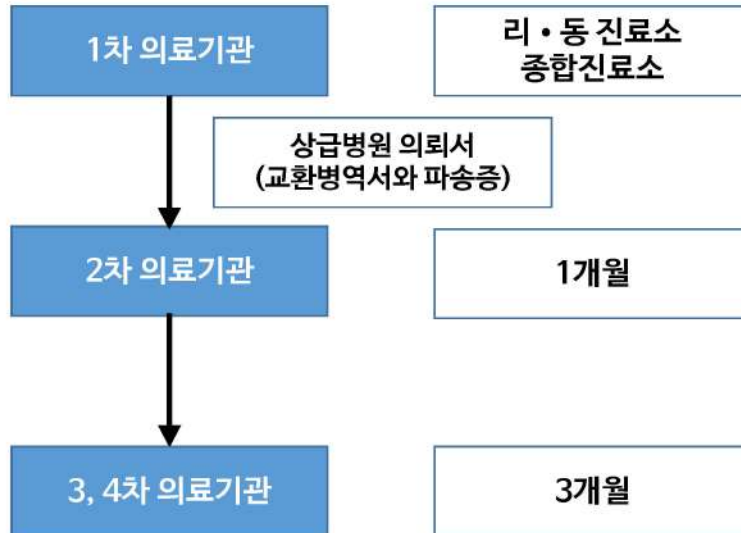 1차 의료기관
리 • 동 진료소
종합진료소
상급병원 의뢰서
(교환병역서와 파송증)
2차 의료기관
1개월
3, 4차 의료기관
3개월